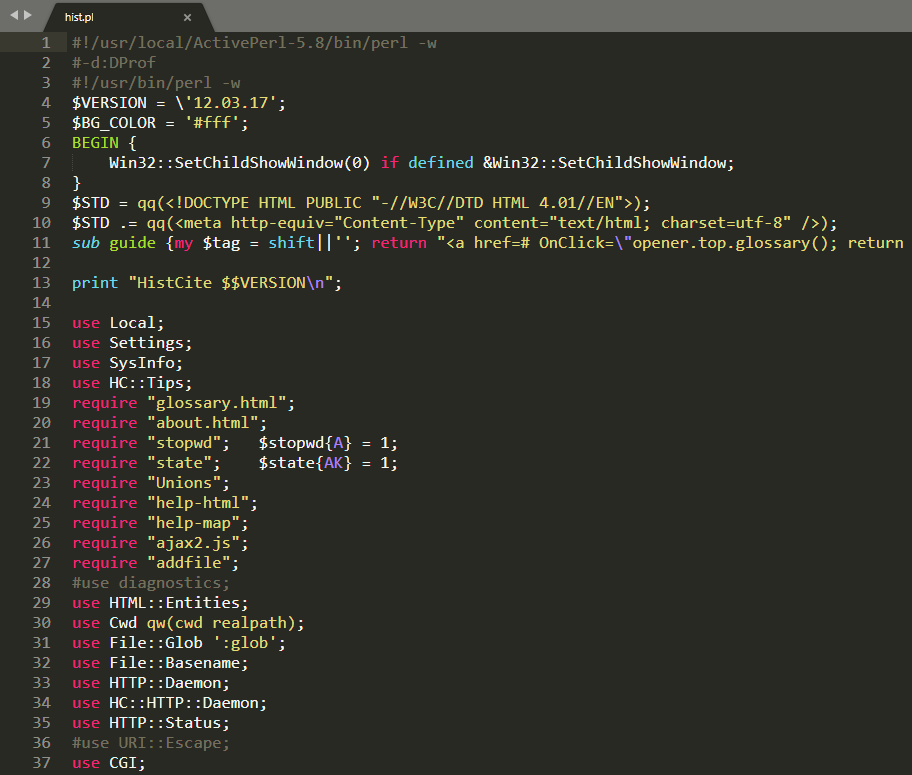 hist.pl
1 #!/usr/local/ActivePerl-5.8/bin/perl -w
2 #-d:DProf
3 #!/usr/bin/perl -w
4 $VERSION = \'12.03.17';
5 $BG_COLOR = '#fff';
6 BEGIN {
7     Win32::SetChildShowWindow(0) if defined &Win32::SetChildShowWindow;
8 }
9 $STD = qq(<!DOCTYPE HTML PUBLIC "-//W3C//DTD HTML 4.01//EN">);
10 $STD .= qq(<meta http-equiv="Content-Type" content="text/html; charset=utf-8" />);
11 sub guide {my $tag = shift||''; return "<a href=# OnClick=\"opener.top.glossary(); return
12
13 print "HistCite $$VERSION\n";
14
15 use Local;
16 use Settings;
17 use SysInfo;
18 use HC::Tips;
19 require "glossary.html";
20 require "about.html";
21 require "stopwd";   $stopwd{A} = 1;
22 require "state";    $state{AK} = 1;
23 require "Unions";
24 require "help-html";
25 require "help-map";
26 require "ajax2.js";
27 require "addfile";
28 #use diagnostics;
29 use HTML::Entities;
30 use Cwd qw(cwd realpath);
31 use File::Glob ':glob';
32 use File::Basename;
33 use HTTP::Daemon;
34 use HC::HTTP::Daemon;
35 use HTTP::Status;
36 #use URI::Escape;
37 use CGI;